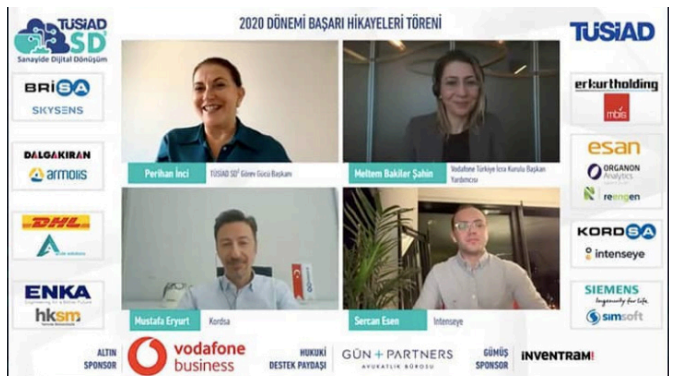 TÜSİAD
SD²
Sanayide Dijital Dönüşüm
2020 DÖNEMİ BAŞARI HİKAYELERİ TÖRENİ
TÜSİAD
BRİSA
SKYSENS
DALGAKIRAN
armolis
DHL
ENKA
hksm
Perihan İnci
TÜSİAD SD² Görev Gücü Başkanı
Meltem Bakiler Şahin
Vodafone Türkiye İcra Kurulu Başkan
Yardımcısı
Mustafa Eryurt
Kordsa
Sercan Esen
Intenseye
erkurtholding
mbis
esan
ORGANON
Analytics
reengen
KORDSA
intenseye
SIEMENS
Ingenuity for life
simsoft
ALTIN
SPONSOR
vodafone
business
HUKUKİ
DESTEK PAYDAŞI
GÜN + PARTNERS
AVUKATLIK BÜROSU
GÜMÜŞ
SPONSOR
INVENTRAM!